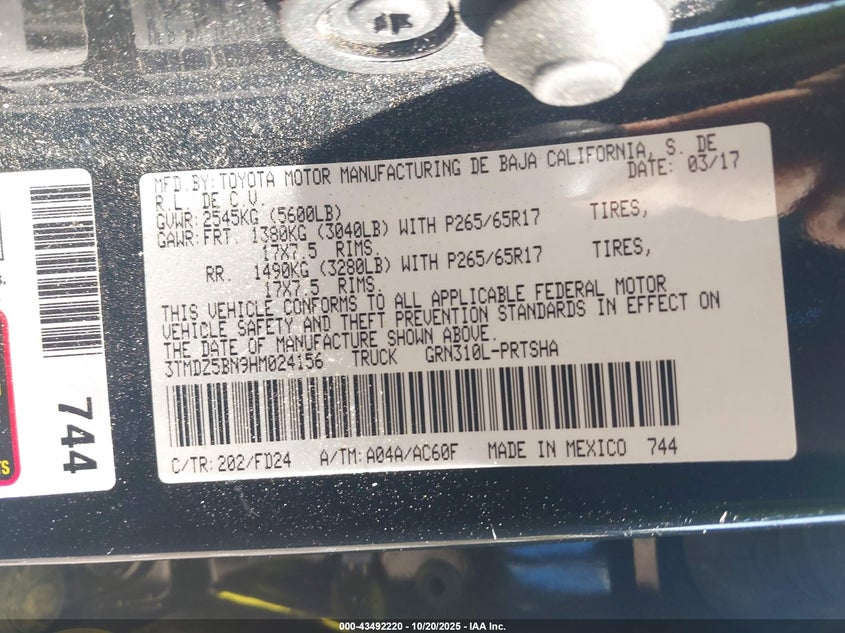 MFD.BY: TOYOTA MOTOR MANUFACTURING DE BAJA CALIFORNIA, S. DE
R.L. DE C.V. DATE: 03/17
GVWR: 2545KG (5600LB)
GAWR: FRT. 1380KG (3040LB) WITH P265/65R17 TIRES,
17X7.5 RIMS.
RR. 1490KG (3280LB) WITH P265/65R17 TIRES,
17X7.5 RIMS.
THIS VEHICLE CONFORMS TO ALL APPLICABLE FEDERAL MOTOR
VEHICLE SAFETY AND THEFT PREVENTION STANDARDS IN EFFECT ON
THE DATE OF MANUFACTURE SHOWN ABOVE.
3TMDZ5BN9HM024156 TRUCK GRN310L-PRTSHA
C/TR: 202/FD24 A/TM: A04A/AC60F MADE IN MEXICO 744
744
000-43492220 - 10/20/2025 - IAA Inc.